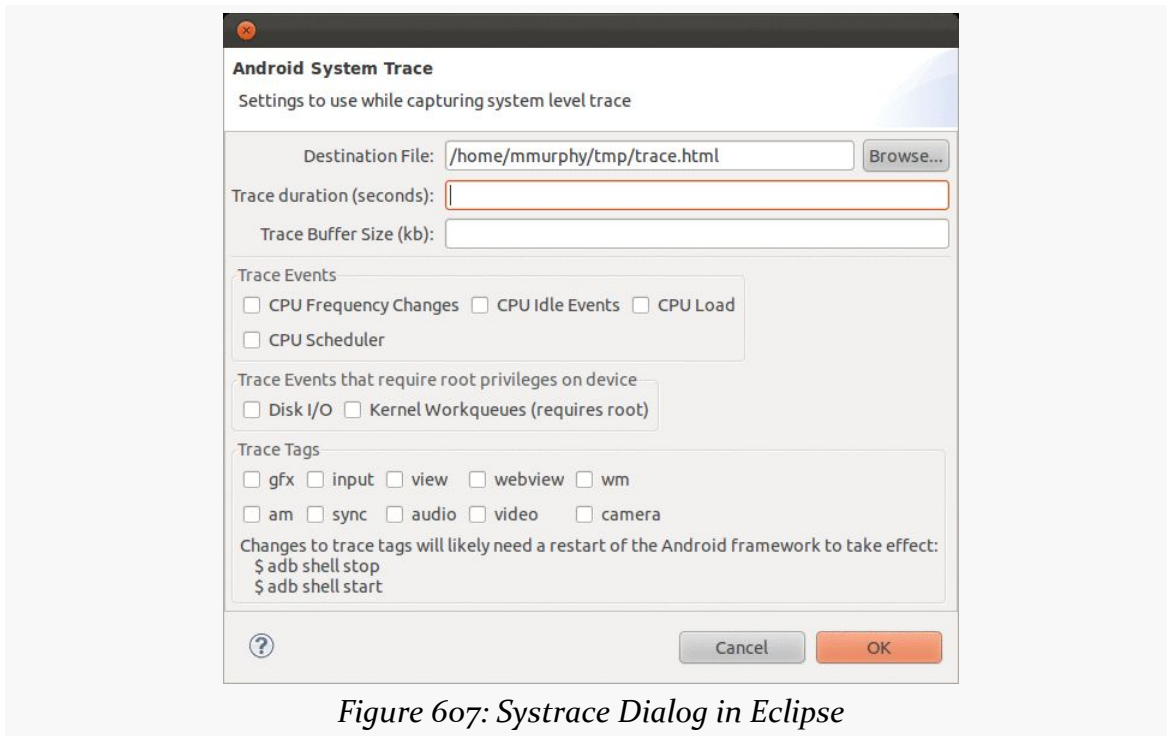 Android System Trace
Settings to use while capturing system level trace
Destination File: /home/mmurphy/tmp/trace.html Browse...
Trace duration (seconds):
Trace Buffer Size (kb):
Trace Events
CPU Frequency Changes CPU Idle Events CPU Load
CPU Scheduler
Trace Events that require root privileges on device
Disk I/O Kernel Workqueues (requires root)
Trace Tags
gfx input view webview wm
am sync audio video camera
Changes to trace tags will likely need a restart of the Android framework to take effect:
$ adb shell stop
$ adb shell start
? Cancel OK
Figure 607: Systrace Dialog in Eclipse